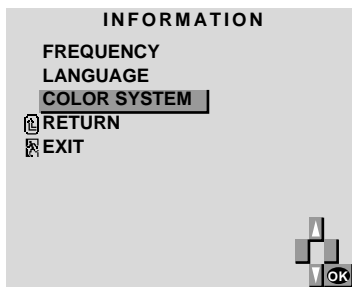 INFORMATION
FREQUENCY
LANGUAGE
COLOR SYSTEM
RETURN
EXIT
OK